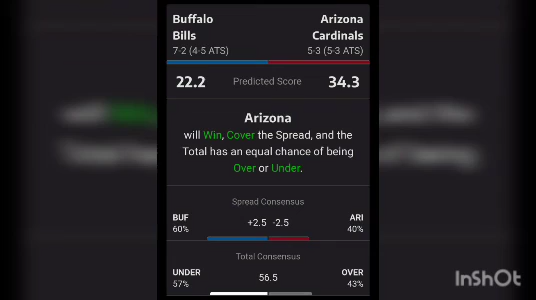 Buffalo Arizona
Bills Cardinals
7-2 (4-5 ATS) 5-3 (5-3 ATS)
22.2 Predicted Score 34.3
Arizona
will Win, Cover the Spread, and the
Total has an equal chance of being
Over or Under.
Spread Consensus
BUF +2.5 -2.5 ARI
60% 40%
Total Consensus
UNDER 56.5 OVER
57% 43%
InShOt